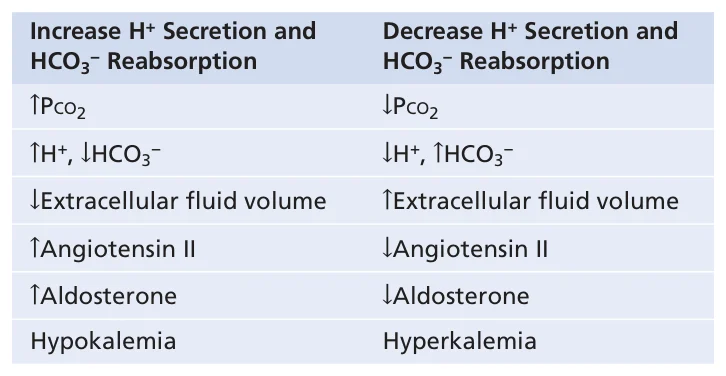 Increase H⁺ Secretion and Decrease H⁺ Secretion and
HCO₃⁻ Reabsorption HCO₃⁻ Reabsorption
↑Pco₂ ↓Pco₂
↑H⁺, ↓HCO₃⁻ ↓H⁺, ↑HCO₃⁻
↓Extracellular fluid volume ↑Extracellular fluid volume
↑Angiotensin II ↓Angiotensin II
↑Aldosterone ↓Aldosterone
Hypokalemia Hyperkalemia